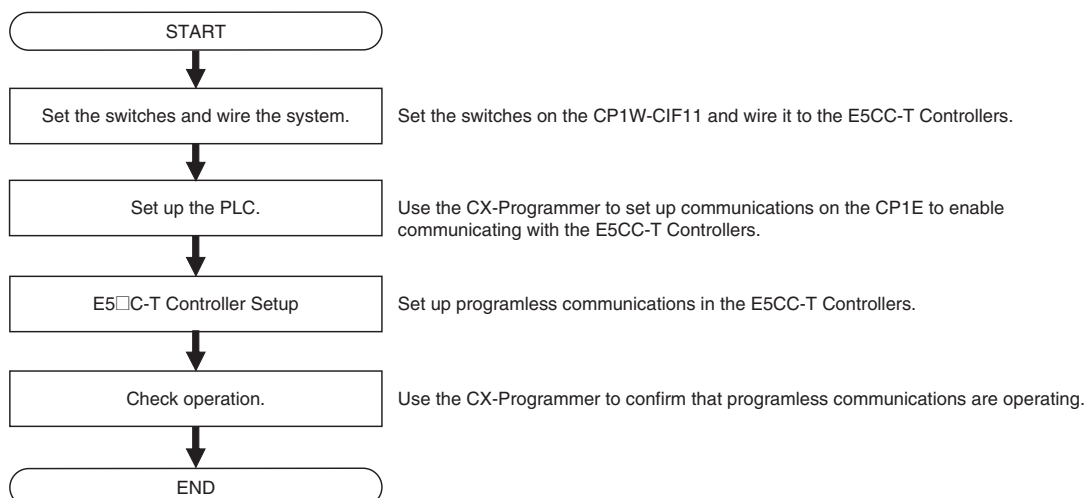 START
Set the switches and wire the system.
Set the switches on the CP1W-CIF11 and wire it to the E5CC-T Controllers.
Set up the PLC.
Use the CX-Programmer to set up communications on the CP1E to enable
communicating with the E5CC-T Controllers.
E5□C-T Controller Setup
Set up programless communications in the E5CC-T Controllers.
Check operation.
Use the CX-Programmer to confirm that programless communications are operating.
END